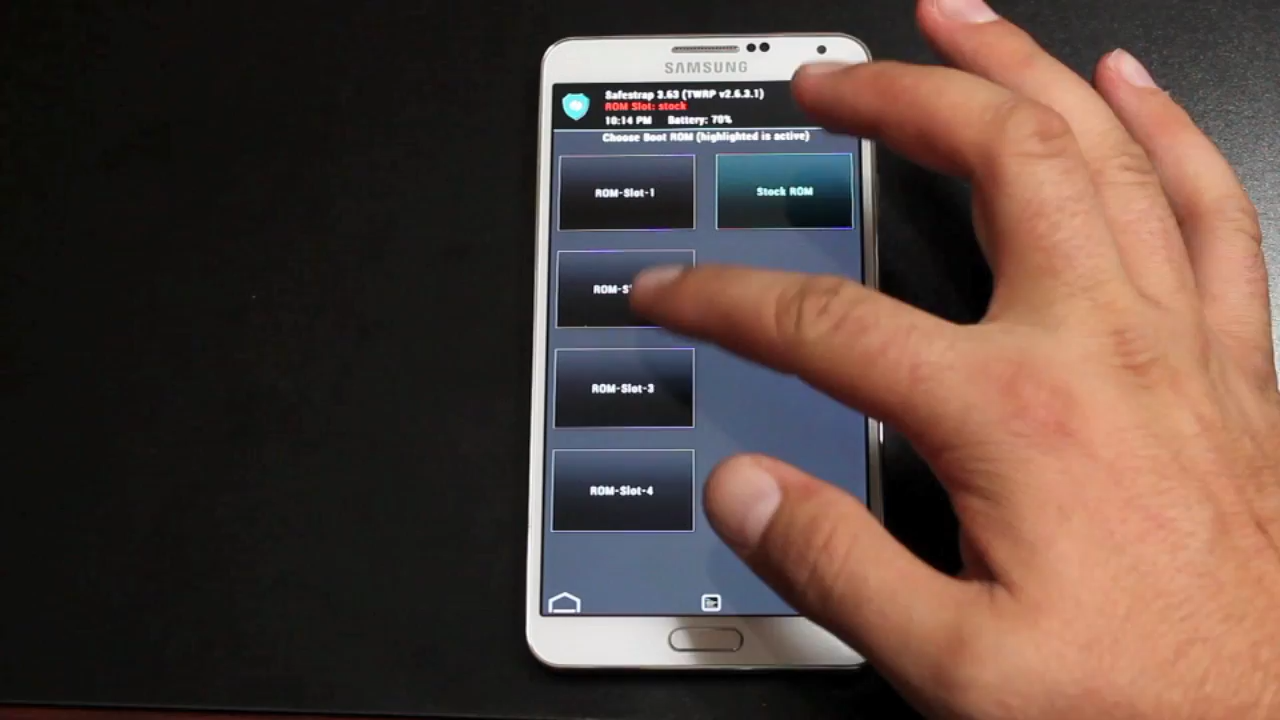 SAMSUNG
Safestrap 3.63 (TWRP v2.6.3.1)
ROM Slot: stock
10:14 PM Battery: 70%
Choose Boot ROM (highlighted is active)
ROM-Slot-1
Stock ROM
ROM-S
ROM-Slot-3
ROM-Slot-4